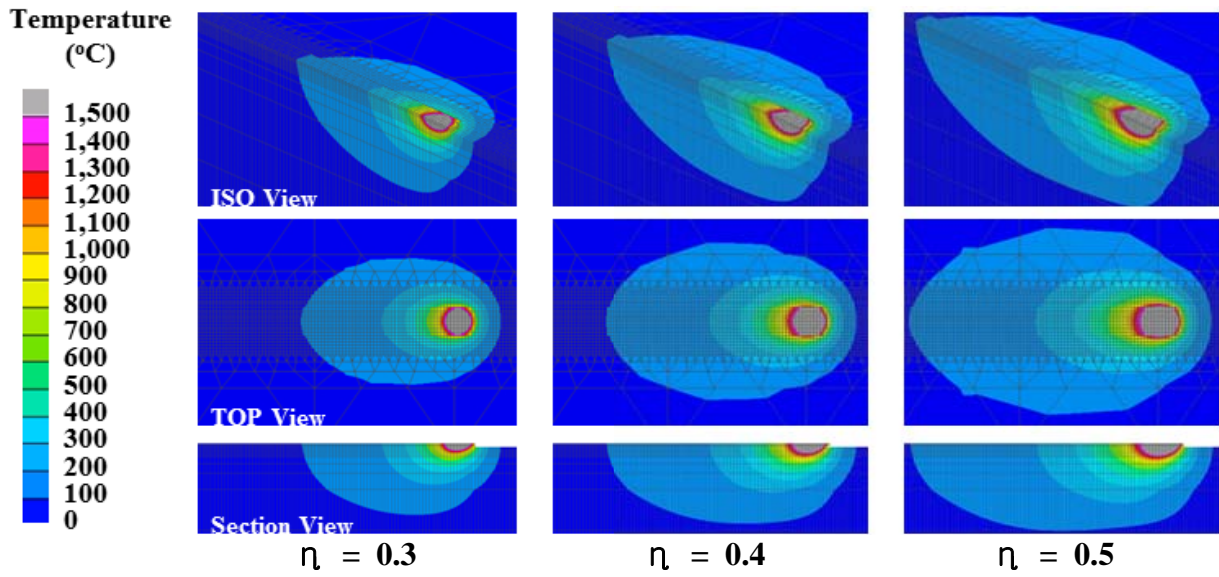 Temperature
(°C)
1,500
1,400
1,300
1,200
1,100
1,000
900
800
700
600
500
400
300
200
100
0
ISO View
TOP View
Section View
η = 0.3
η = 0.4
η = 0.5